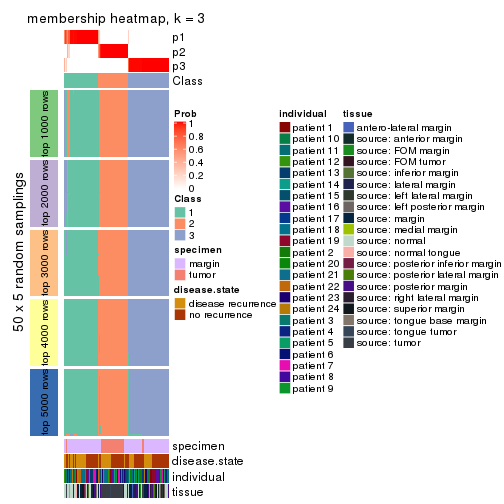 membership heatmap, k = 3
p1
p2
p3
Class
50 x 5 random samplings
top 1000 rows
top 2000 rows
top 3000 rows
top 4000 rows
top 5000 rows
specimen
disease.state
individual
tissue
Prob
1
0.8
0.6
0.4
0.2
0
Class
1
2
3
specimen
margin
tumor
disease.state
disease recurrence
no recurrence
individual
patient 1
patient 10
patient 11
patient 12
patient 13
patient 14
patient 15
patient 16
patient 17
patient 18
patient 19
patient 2
patient 20
patient 21
patient 22
patient 23
patient 24
patient 3
patient 4
patient 5
patient 6
patient 7
patient 8
patient 9
tissue
antero-lateral margin
source: anterior margin
source: FOM margin
source: FOM tumor
source: inferior margin
source: lateral margin
source: left lateral margin
source: left posterior margin
source: margin
source: medial margin
source: normal
source: normal tongue
source: posterior inferior margin
source: posterior lateral margin
source: posterior margin
source: right lateral margin
source: superior margin
source: tongue base margin
source: tongue tumor
source: tumor